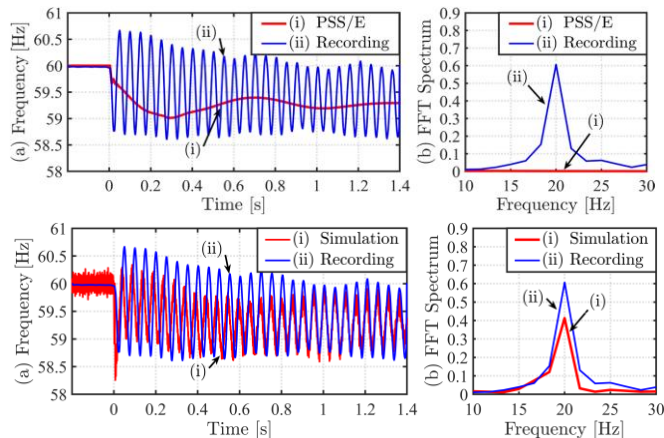 (a) Frequency [Hz]
61
60.5
60
59.5
59
58.5
58
(i) PSS/E
(ii) Recording
(ii)
(i)
0 0.2 0.4 0.6 0.8 1 1.2 1.4
Time [s]
(b) FFT Spectrum
0.9
0.8
0.7
0.6
0.5
0.4
0.3
0.2
0.1
0
(i) PSS/E
(ii) Recording
(ii)
(i)
10 15 20 25 30
Frequency [Hz]
(a) Frequency [Hz]
61
60.5
60
59.5
59
58.5
58
(i) Simulation
(ii) Recording
(ii)
(i)
0 0.2 0.4 0.6 0.8 1 1.2 1.4
Time [s]
(b) FFT Spectrum
0.9
0.8
0.7
0.6
0.5
0.4
0.3
0.2
0.1
0
(i) Simulation
(ii) Recording
(ii)
(i)
10 15 20 25 30
Frequency [Hz]